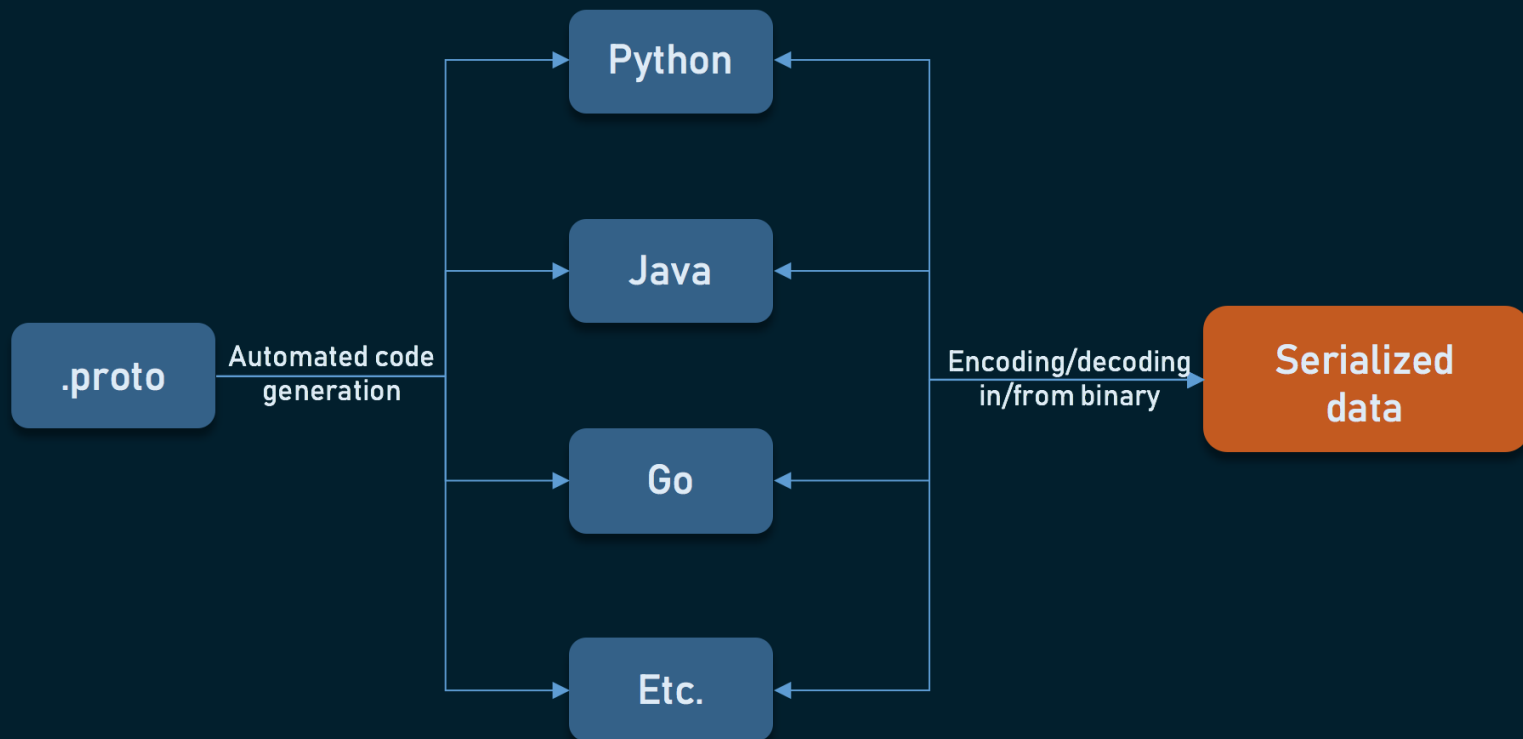 Python
Java
.proto
Automated code
generation
Encoding/decoding
in/from binary
Serialized
data
Go
Etc.